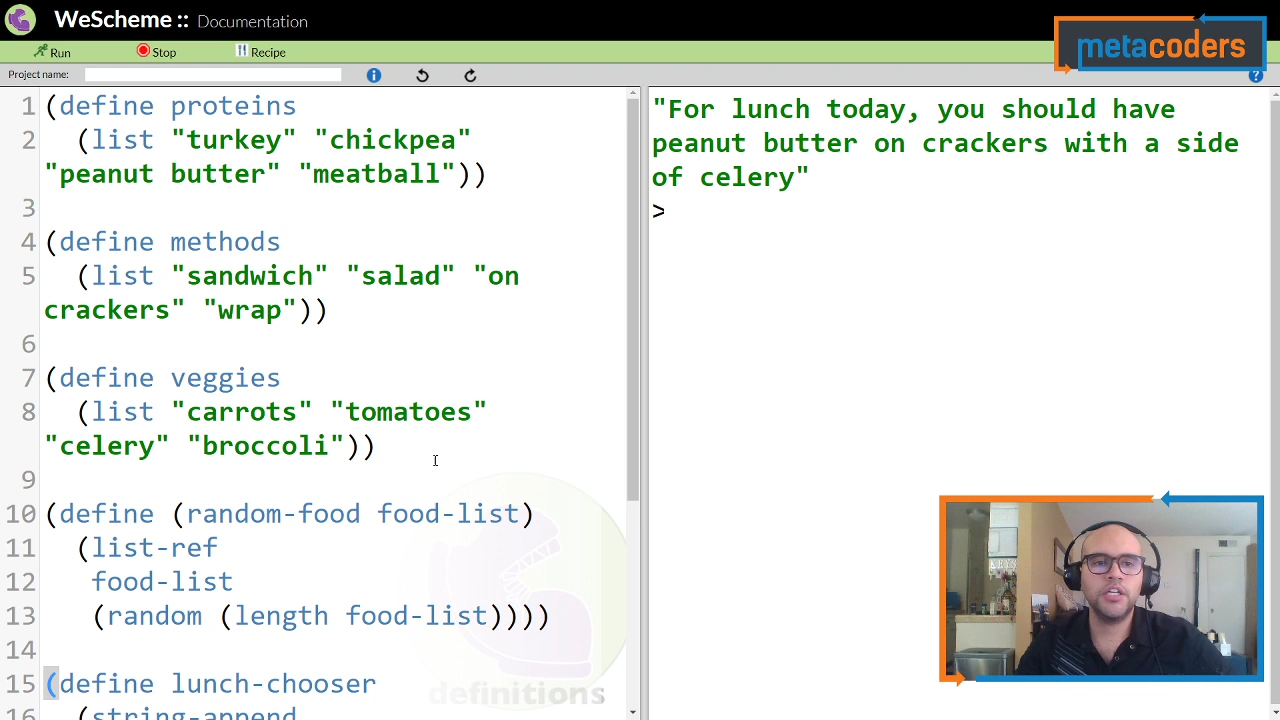 WeScheme :: Documentation
metacoders
Run Stop Recipe
Project name:
1 (define proteins
2 (list "turkey" "chickpea"
"peanut butter" "meatball"))
3
4 (define methods
5 (list "sandwich" "salad" "on
crackers" "wrap"))
6
7 (define veggies
8 (list "carrots" "tomatoes"
"celery" "broccoli"))
9
10 (define (random-food food-list)
11 (list-ref
12 food-list
13 (random (length food-list))))
14
15 (define lunch-chooser
16 (string-append
definitions
"For lunch today, you should have
peanut butter on crackers with a side
of celery"
>